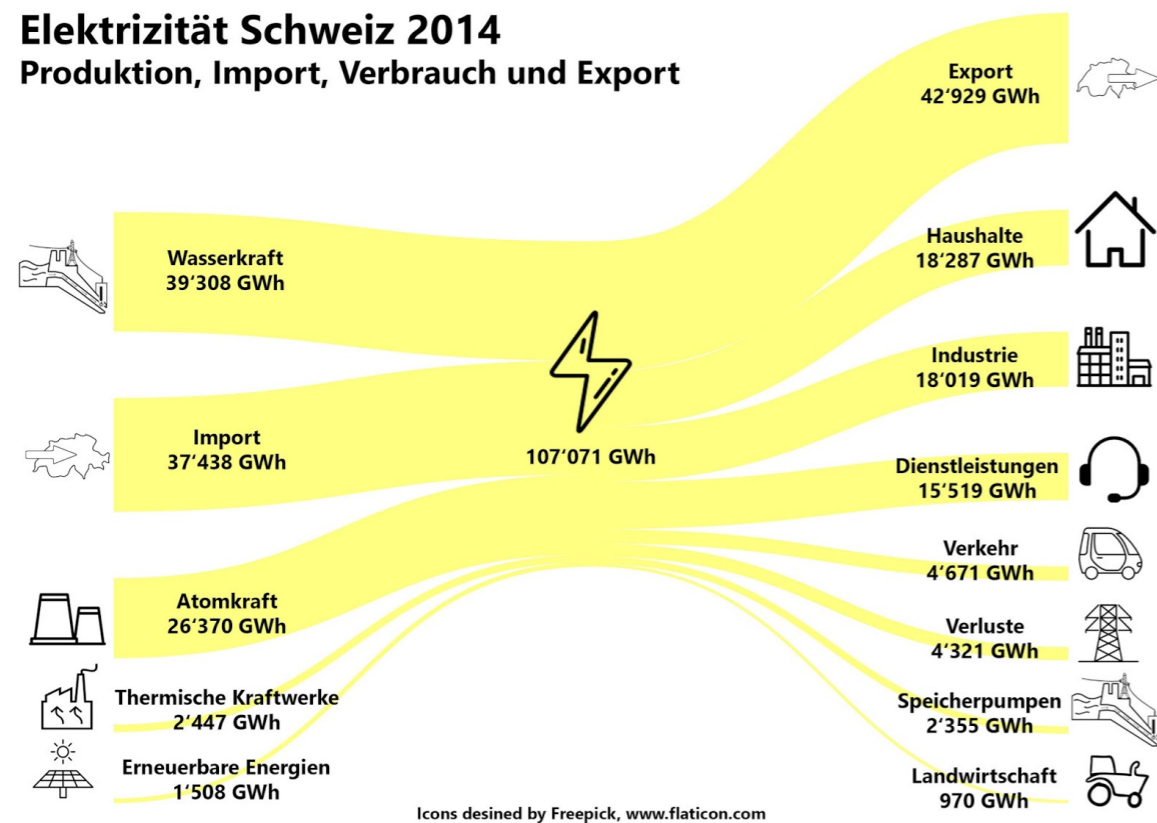 Elektrizität Schweiz 2014
Produktion, Import, Verbrauch und Export
Wasserkraft
39‘308 GWh
Import
37‘438 GWh
Atomkraft
26‘370 GWh
Thermische Kraftwerke
2‘447 GWh
Erneuerbare Energien
1‘508 GWh
107‘071 GWh
Export
42‘929 GWh
Haushalte
18‘287 GWh
Industrie
18‘019 GWh
Dienstleistungen
15‘519 GWh
Verkehr
4‘671 GWh
Verluste
4‘321 GWh
Speicherpumpen
2‘355 GWh
Landwirtschaft
970 GWh
Icons desined by Freepick, www.flaticon.com